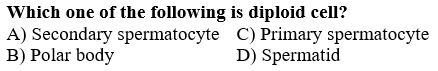 Which one of the following is diploid cell?
A) Secondary spermatocyte C) Primary spermatocyte
B) Polar body D) Spermatid